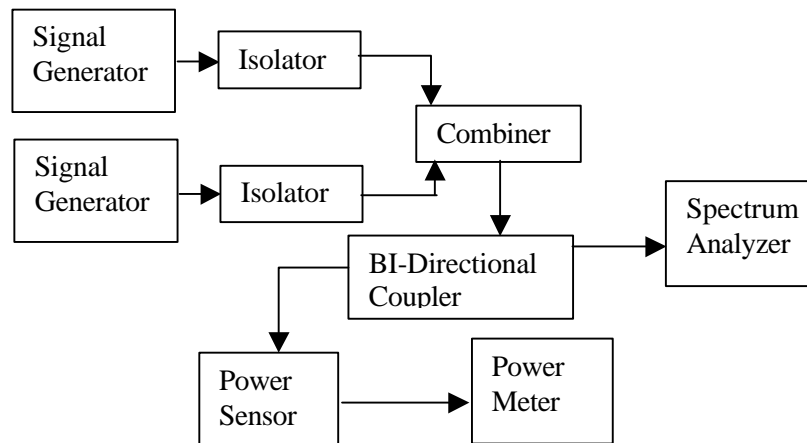 Signal
Generator
Isolator
Combiner
Signal
Generator
Isolator
Spectrum
Analyzer
BI-Directional
Coupler
Power
Sensor
Power
Meter